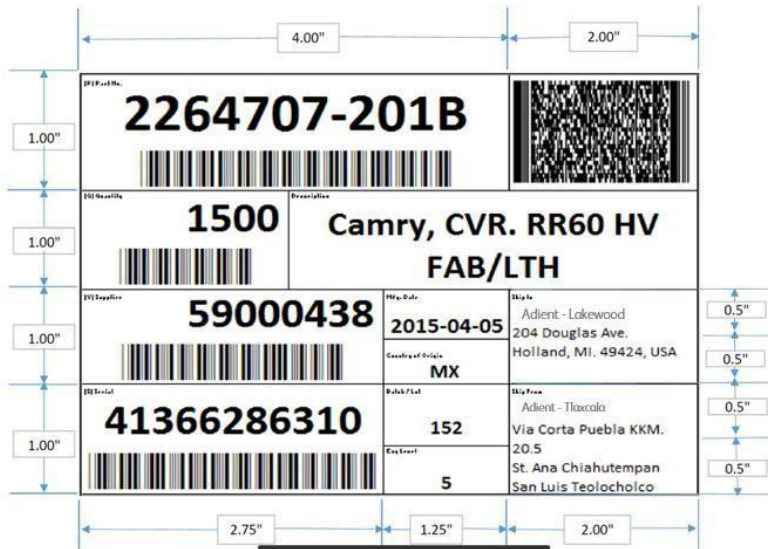 4.00"
2.00"
1.00"
(P) Part No.
2264707-201B
1.00"
(Q) Quantity
1500
Description
Camry, CVR. RR60 HV
FAB/LTH
1.00"
(V) Supplier
59000438
Mfg. Date
2015-04-05
Country of Origin
MX
Ship To
Adient - Lakewood
204 Douglas Ave.
Holland, MI. 49424, USA
0.5"
0.5"
1.00"
(S) Serial
41366286310
Batch / Lot
152
Eng Level
5
Ship From
Adient - Tlaxcala
Via Corta Puebla KKM.
20.5
St. Ana Chiahutempan
San Luis Teolocholco
0.5"
0.5"
2.75"
1.25"
2.00"